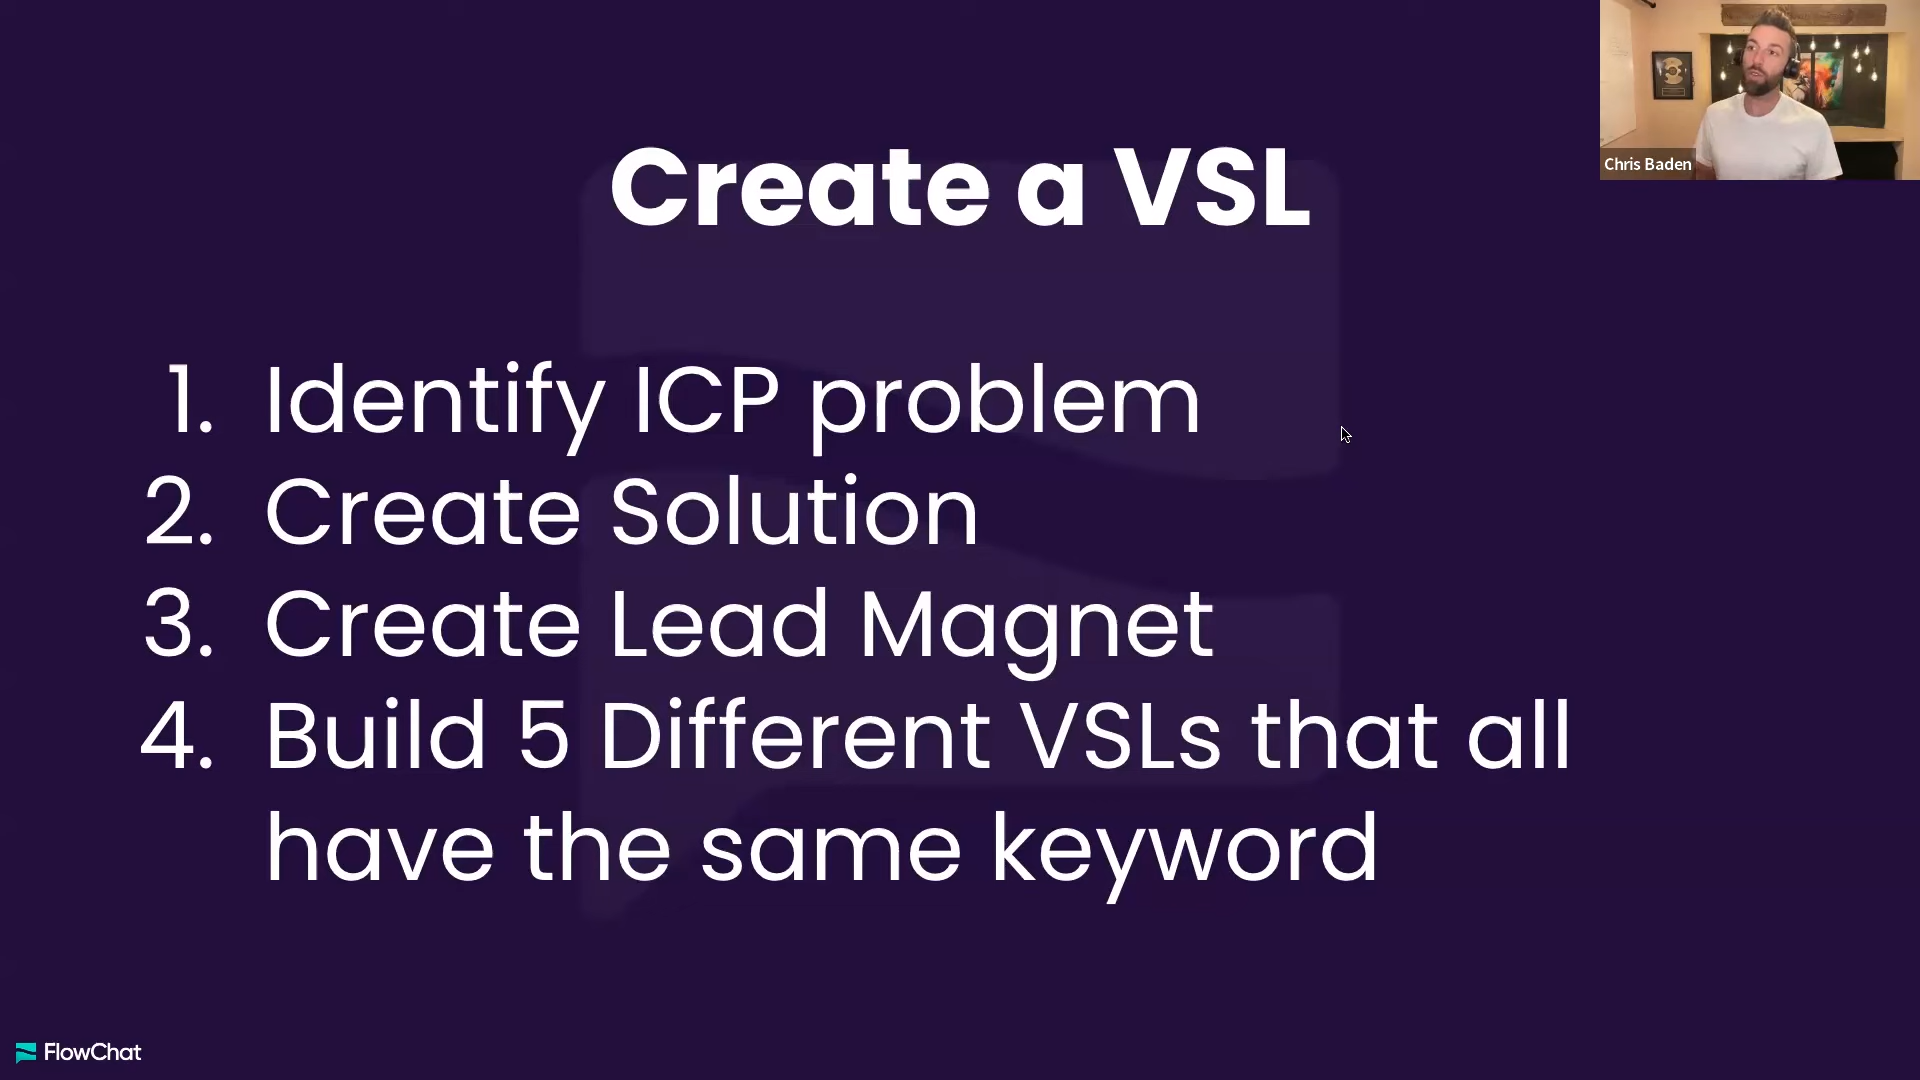 Create a VSL
Chris Baden
1. Identify ICP problem
2. Create Solution
3. Create Lead Magnet
4. Build 5 Different VSLs that all
have the same keyword
FlowChat